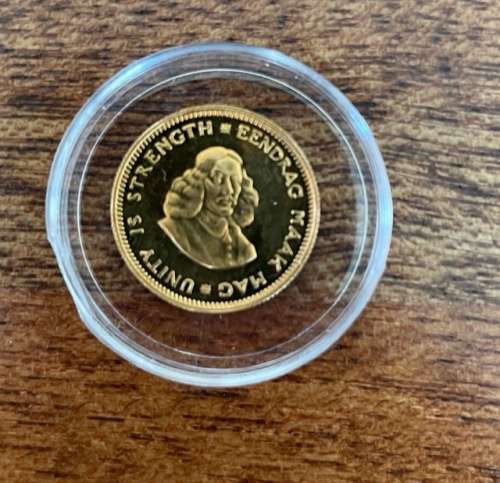 UNITY IS STRENGTH * EENDRAG MAAK MAG *